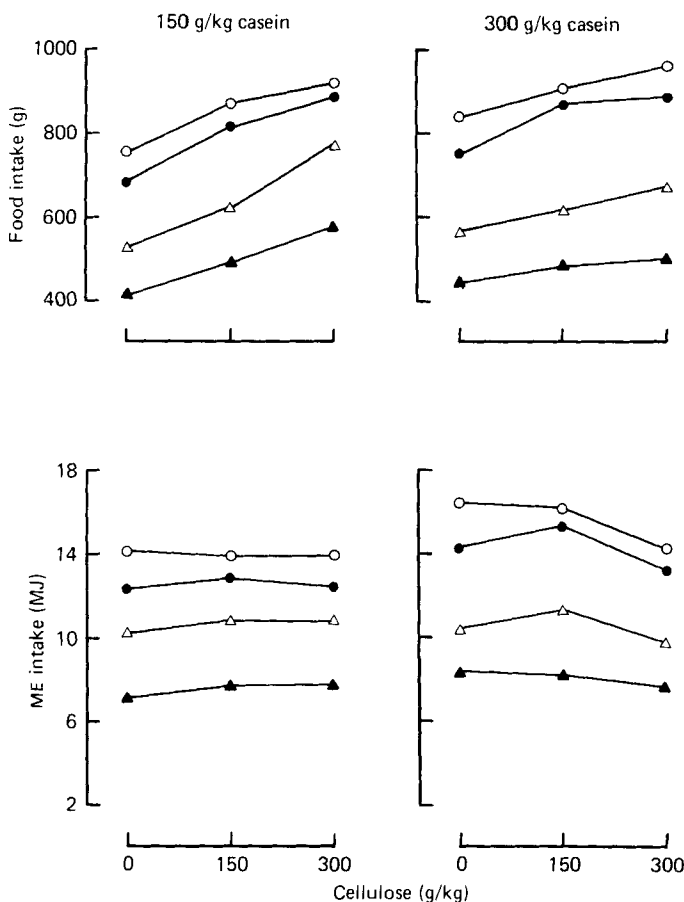 150 g/kg casein
300 g/kg casein
1000
800
600
400
Food intake (g)
18
14
10
6
2
ME intake (MJ)
0 150 300
0 150 300
Cellulose (g/kg)